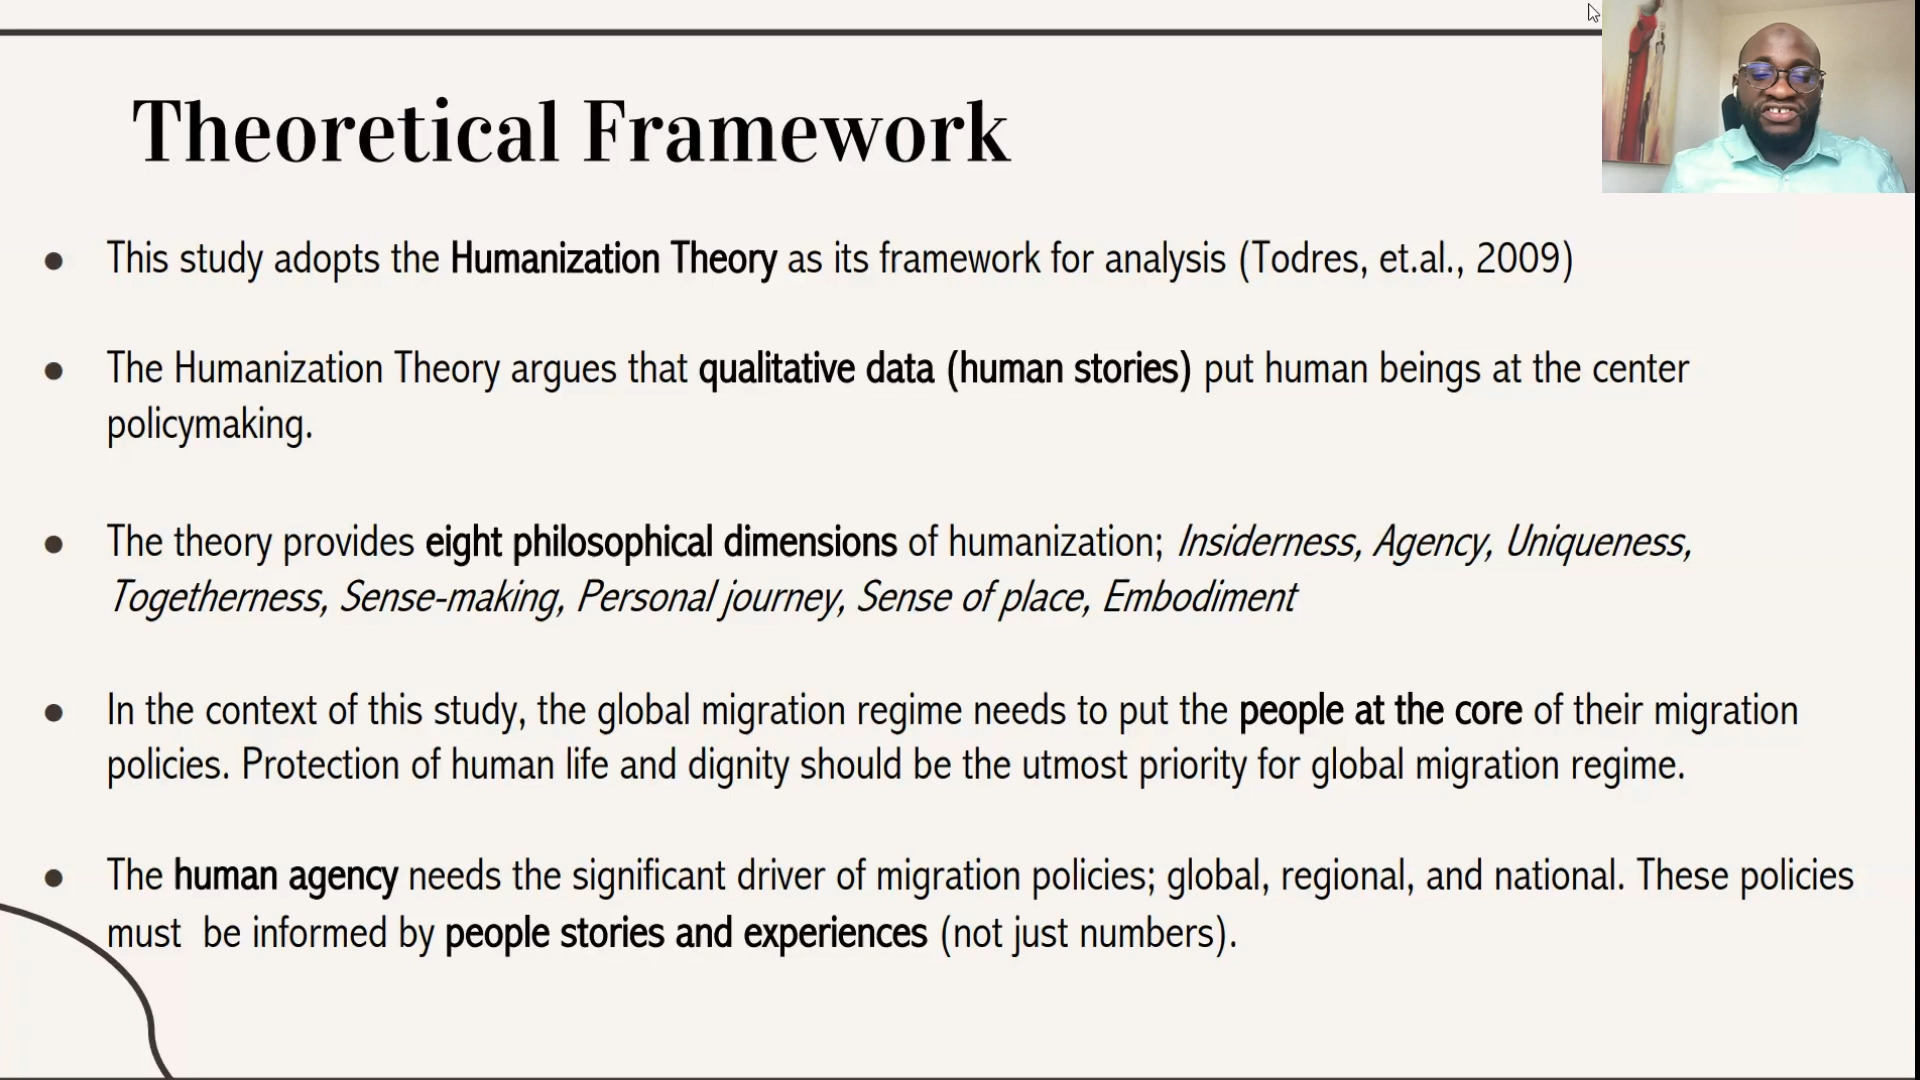 Theoretical Framework
● This study adopts the Humanization Theory as its framework for analysis (Todres, et.al., 2009)
● The Humanization Theory argues that qualitative data (human stories) put human beings at the center
policymaking.
● The theory provides eight philosophical dimensions of humanization; Insiderness, Agency, Uniqueness,
Togetherness, Sense-making, Personal journey, Sense of place, Embodiment
● In the context of this study, the global migration regime needs to put the people at the core of their migration
policies. Protection of human life and dignity should be the utmost priority for global migration regime.
● The human agency needs the significant driver of migration policies; global, regional, and national. These policies
must  be informed by people stories and experiences (not just numbers).